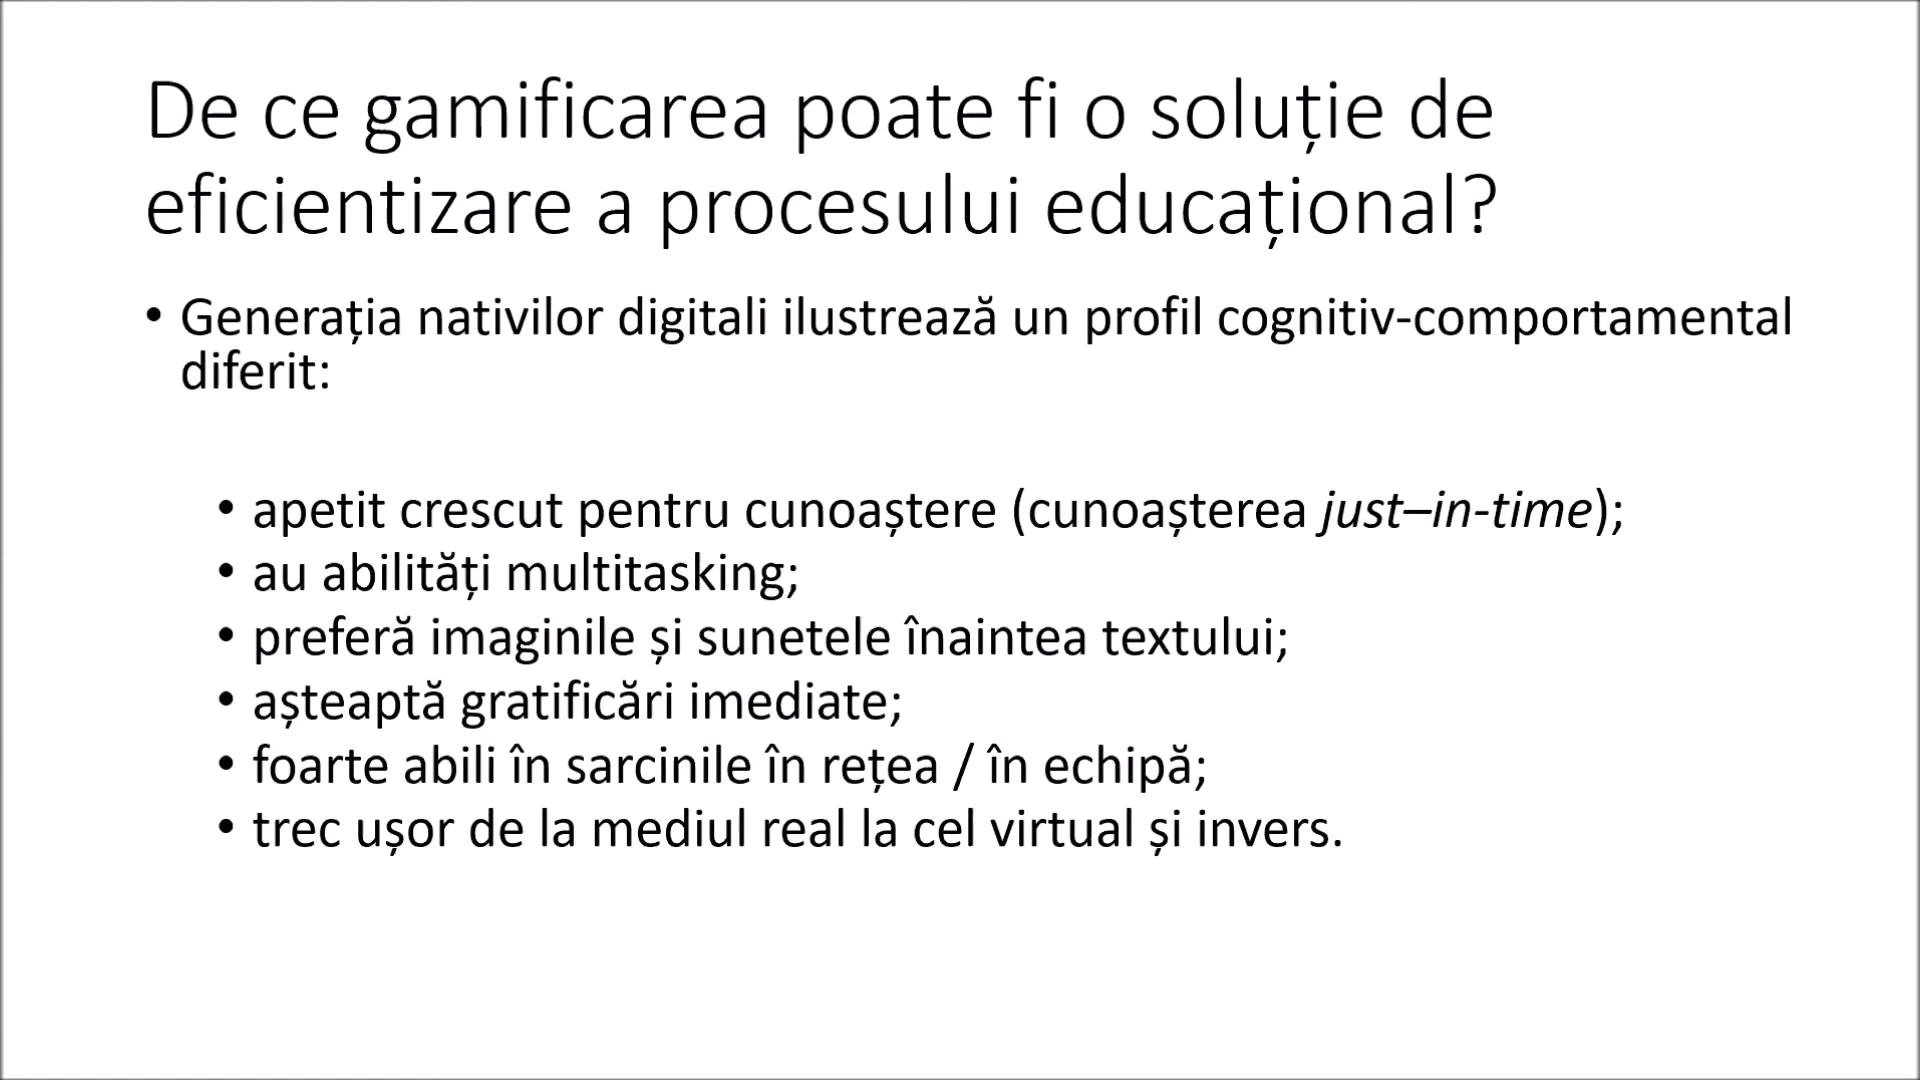 De ce gamificarea poate fi o soluție de
eficientizare a procesului educațional?
• Generația nativilor digitali ilustrează un profil cognitiv-comportamental
diferit:
• apetit crescut pentru cunoaștere (cunoașterea just–in-time);
• au abilități multitasking;
• preferă imaginile și sunetele înaintea textului;
• așteaptă gratificări imediate;
• foarte abili în sarcinile în rețea / în echipă;
• trec ușor de la mediul real la cel virtual și invers.